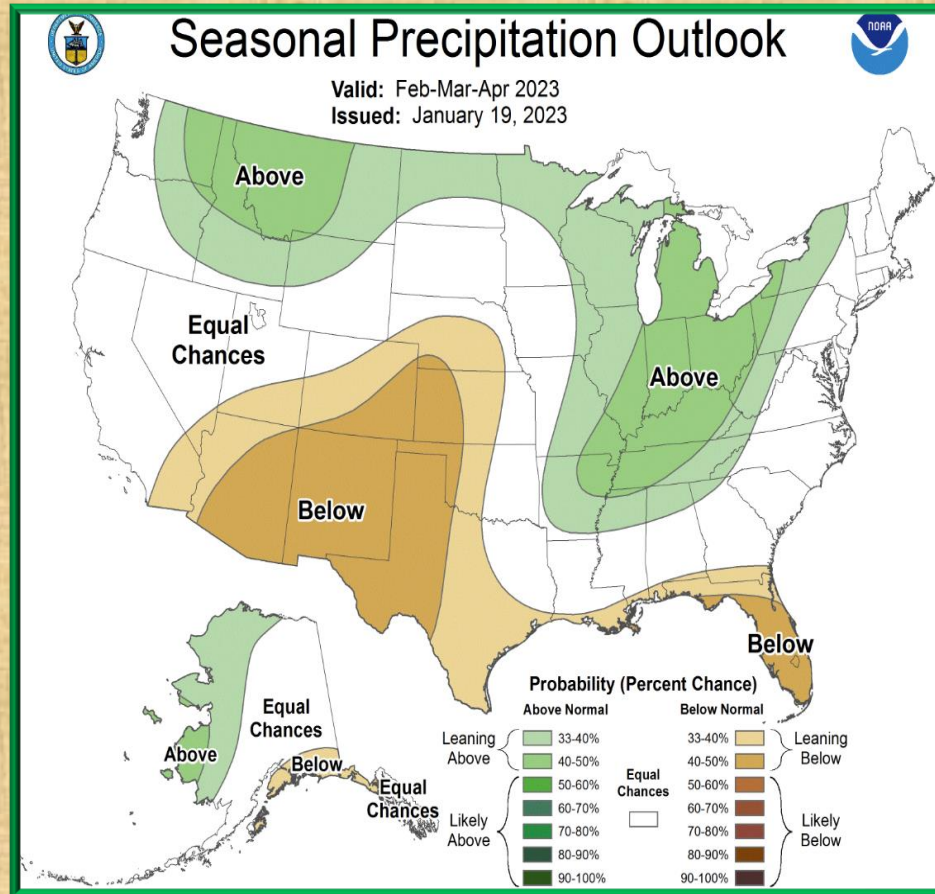 Seasonal Precipitation Outlook
NOAA
Valid: Feb-Mar-Apr 2023
Issued: January 19, 2023
Above
Equal
Chances
Above
Below
Below
Equal
Chances
Above
Below
Equal
Chances
Probability (Percent Chance)
Above Normal
Below Normal
Leaning
Above
33-40%
40-50%
Likely
Above
50-60%
60-70%
70-80%
80-90%
90-100%
Equal
Chances
33-40%
40-50%
Leaning
Below
50-60%
60-70%
70-80%
80-90%
90-100%
Likely
Below